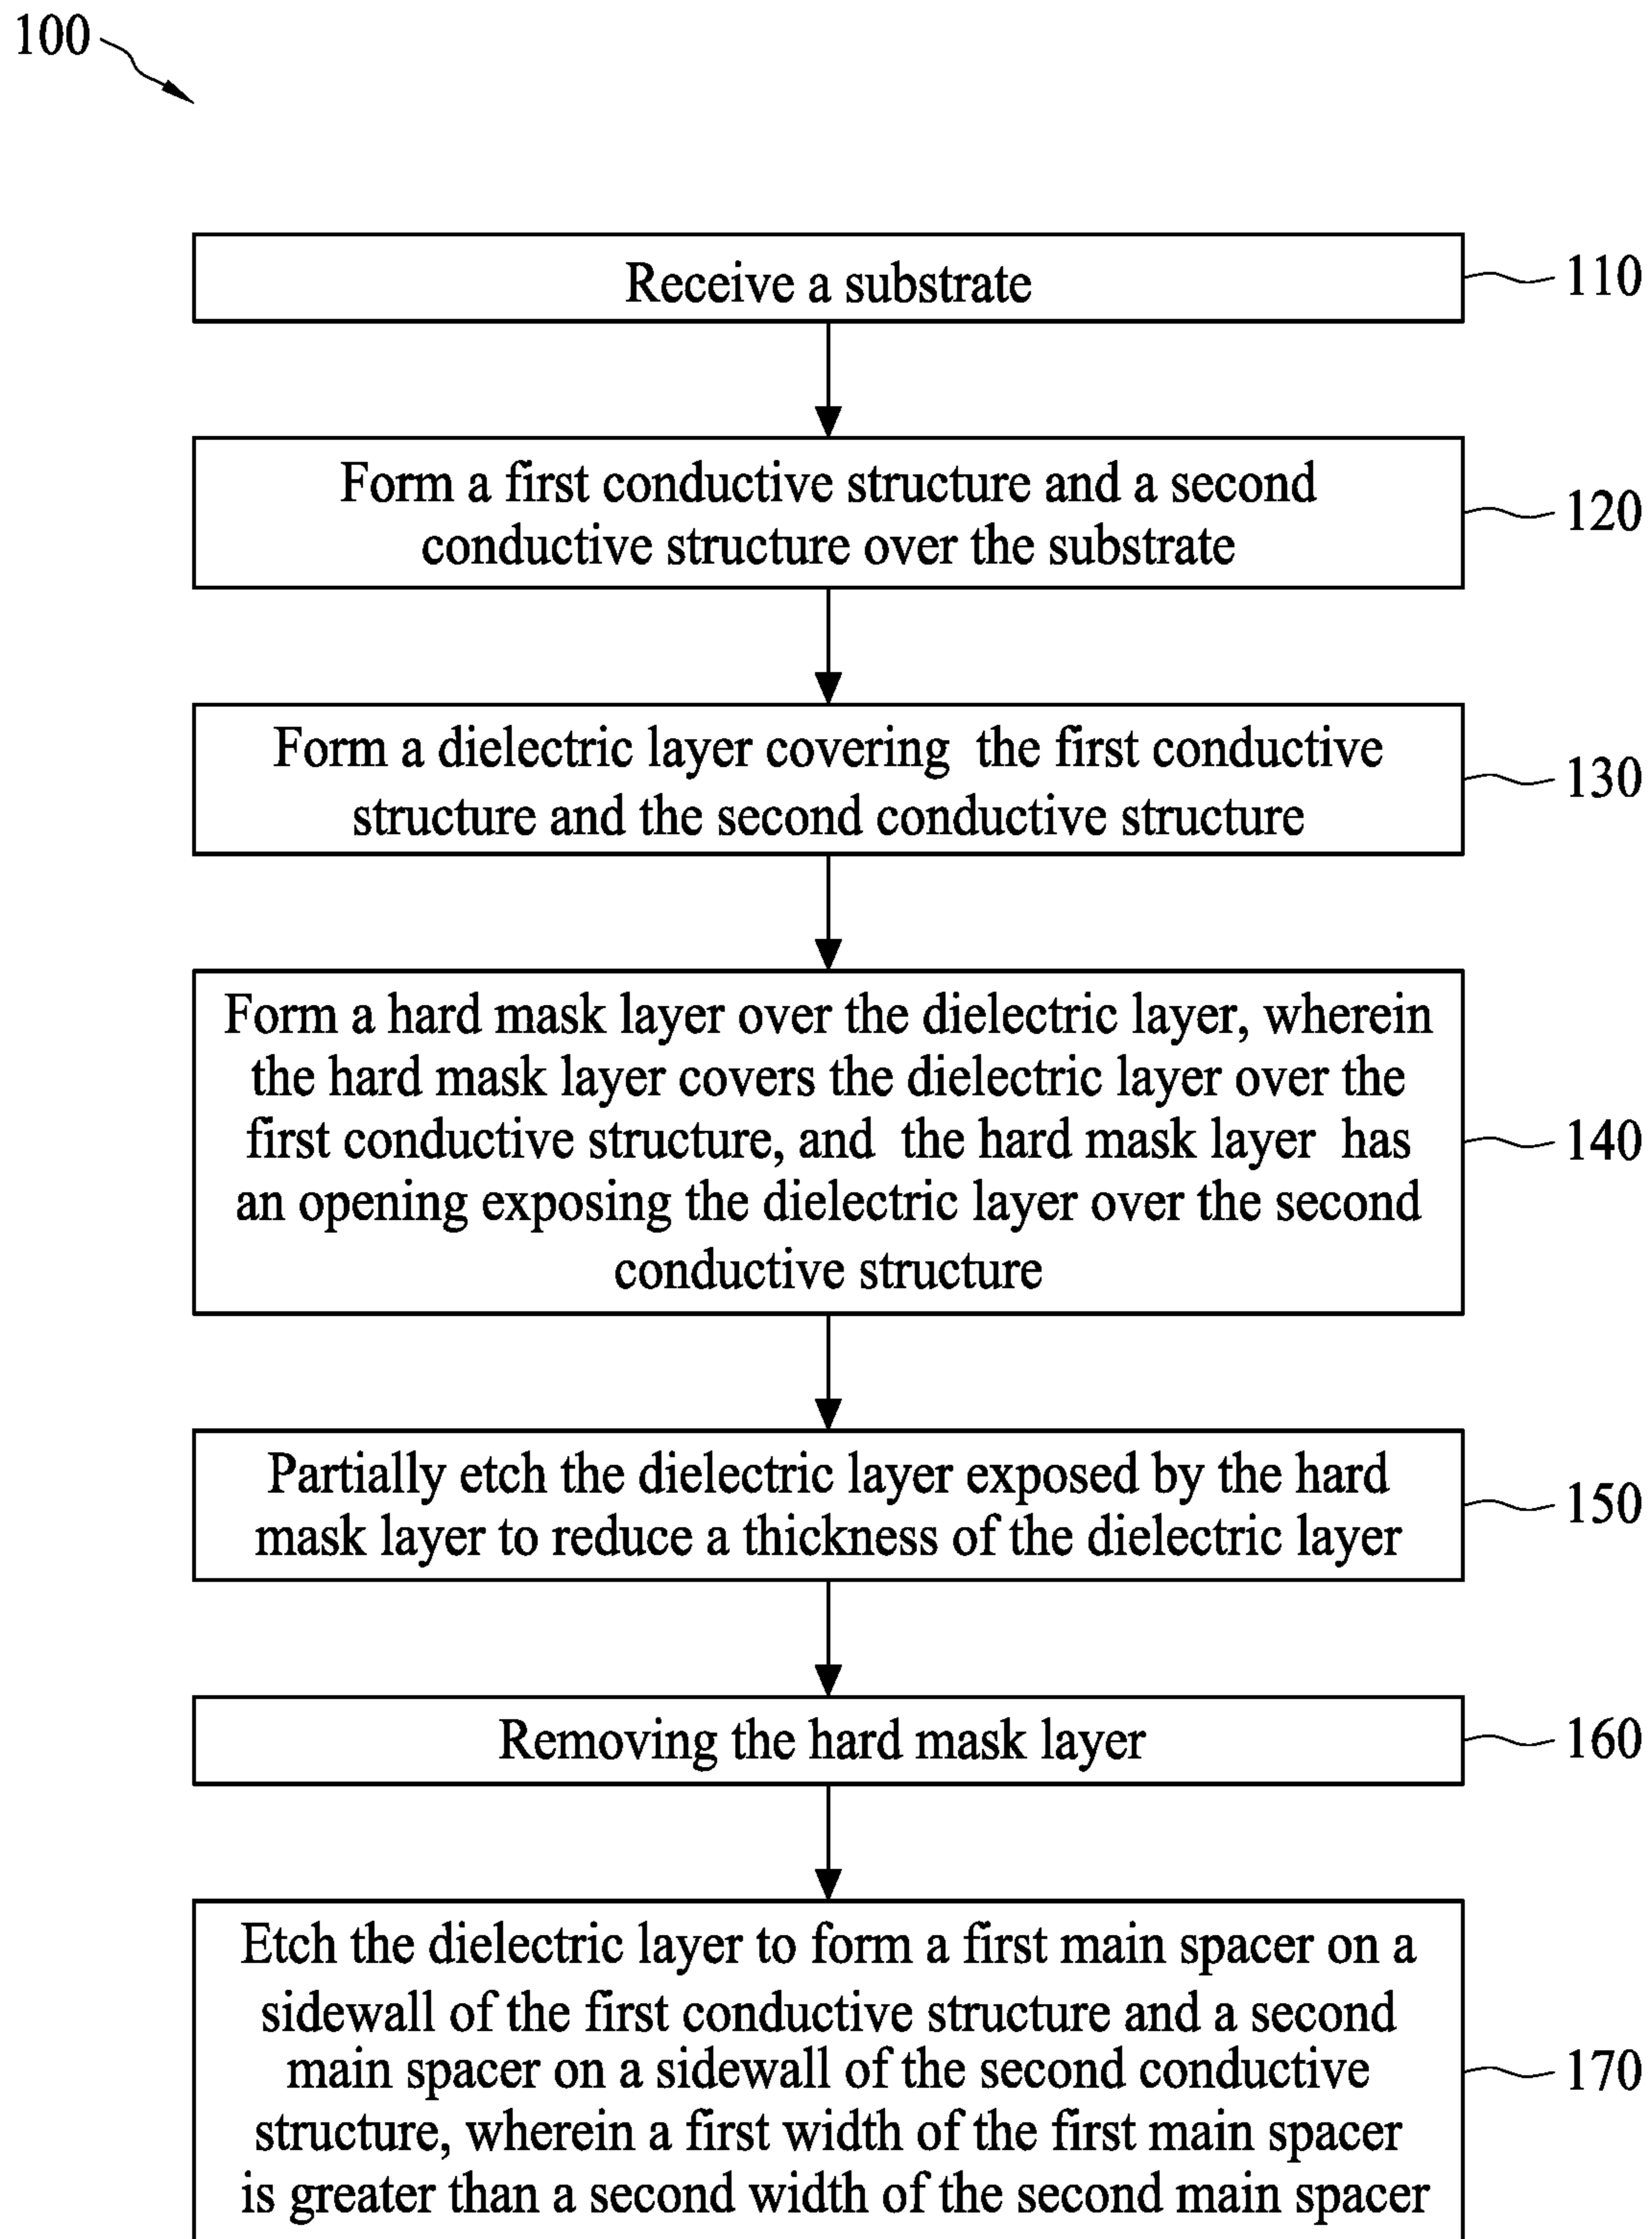 100
Receive a substrate
110
Form a first conductive structure and a second
conductive structure over the substrate
120
Form a dielectric layer covering the first conductive
structure and the second conductive structure
130
Form a hard mask layer over the dielectric layer, wherein
the hard mask layer covers the dielectric layer over the
first conductive structure, and the hard mask layer has
an opening exposing the dielectric layer over the second
conductive structure
140
Partially etch the dielectric layer exposed by the hard
mask layer to reduce a thickness of the dielectric layer
150
Removing the hard mask layer
160
Etch the dielectric layer to form a first main spacer on a
sidewall of the first conductive structure and a second
main spacer on a sidewall of the second conductive
structure, wherein a first width of the first main spacer
is greater than a second width of the second main spacer
170